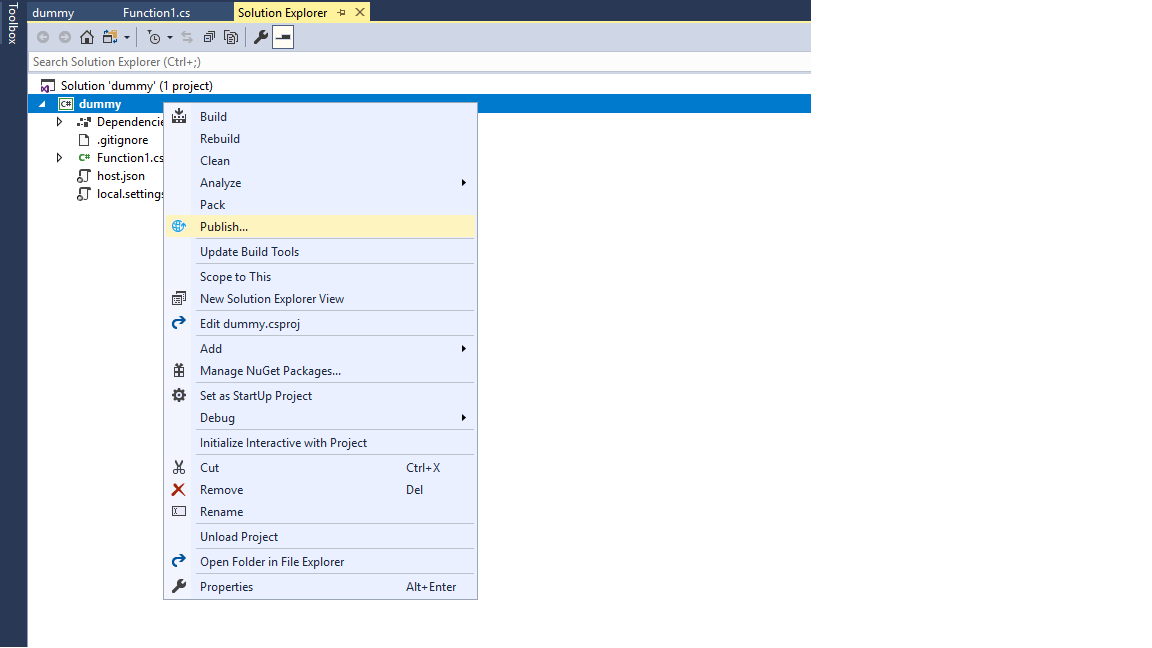 Toolbox
dummy Function1.cs Solution Explorer
Search Solution Explorer (Ctrl+;)
Solution 'dummy' (1 project)
C# dummy
Dependencie
.gitignore
C# Function1.cs
host.json
local.settings
Build
Rebuild
Clean
Analyze
Pack
Publish...
Update Build Tools
Scope to This
New Solution Explorer View
Edit dummy.csproj
Add
Manage NuGet Packages...
Set as StartUp Project
Debug
Initialize Interactive with Project
Cut Ctrl+X
Remove Del
Rename
Unload Project
Open Folder in File Explorer
Properties Alt+Enter